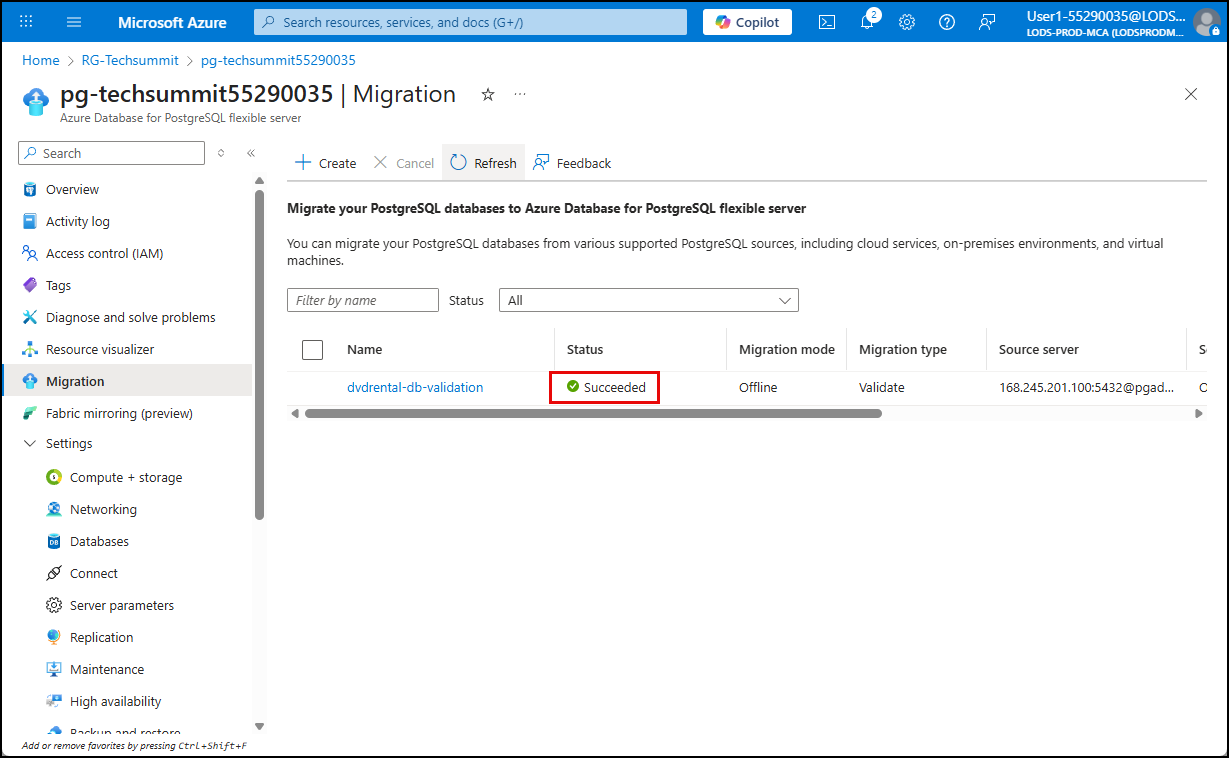 Microsoft Azure
Search resources, services, and docs (G+/)
Copilot
2
User1-55290035@LODS...
LODS-PROD-MCA (LODSPRODM...
Home > RG-Techsummit > pg-techsummit55290035
pg-techsummit55290035 | Migration
Azure Database for PostgreSQL flexible server
Search
Overview
Activity log
Access control (IAM)
Tags
Diagnose and solve problems
Resource visualizer
Migration
Fabric mirroring (preview)
Settings
Compute + storage
Networking
Databases
Connect
Server parameters
Replication
Maintenance
High availability
Backup and restore
Add or remove favorites by pressing Ctrl+Shift+F
Create Cancel Refresh Feedback
Migrate your PostgreSQL databases to Azure Database for PostgreSQL flexible server
You can migrate your PostgreSQL databases from various supported PostgreSQL sources, including cloud services, on-premises environments, and virtual
machines.
Filter by name Status All
Name Status Migration mode Migration type Source server
dvdrental-db-validation Succeeded Offline Validate 168.245.201.100:5432@pgad...